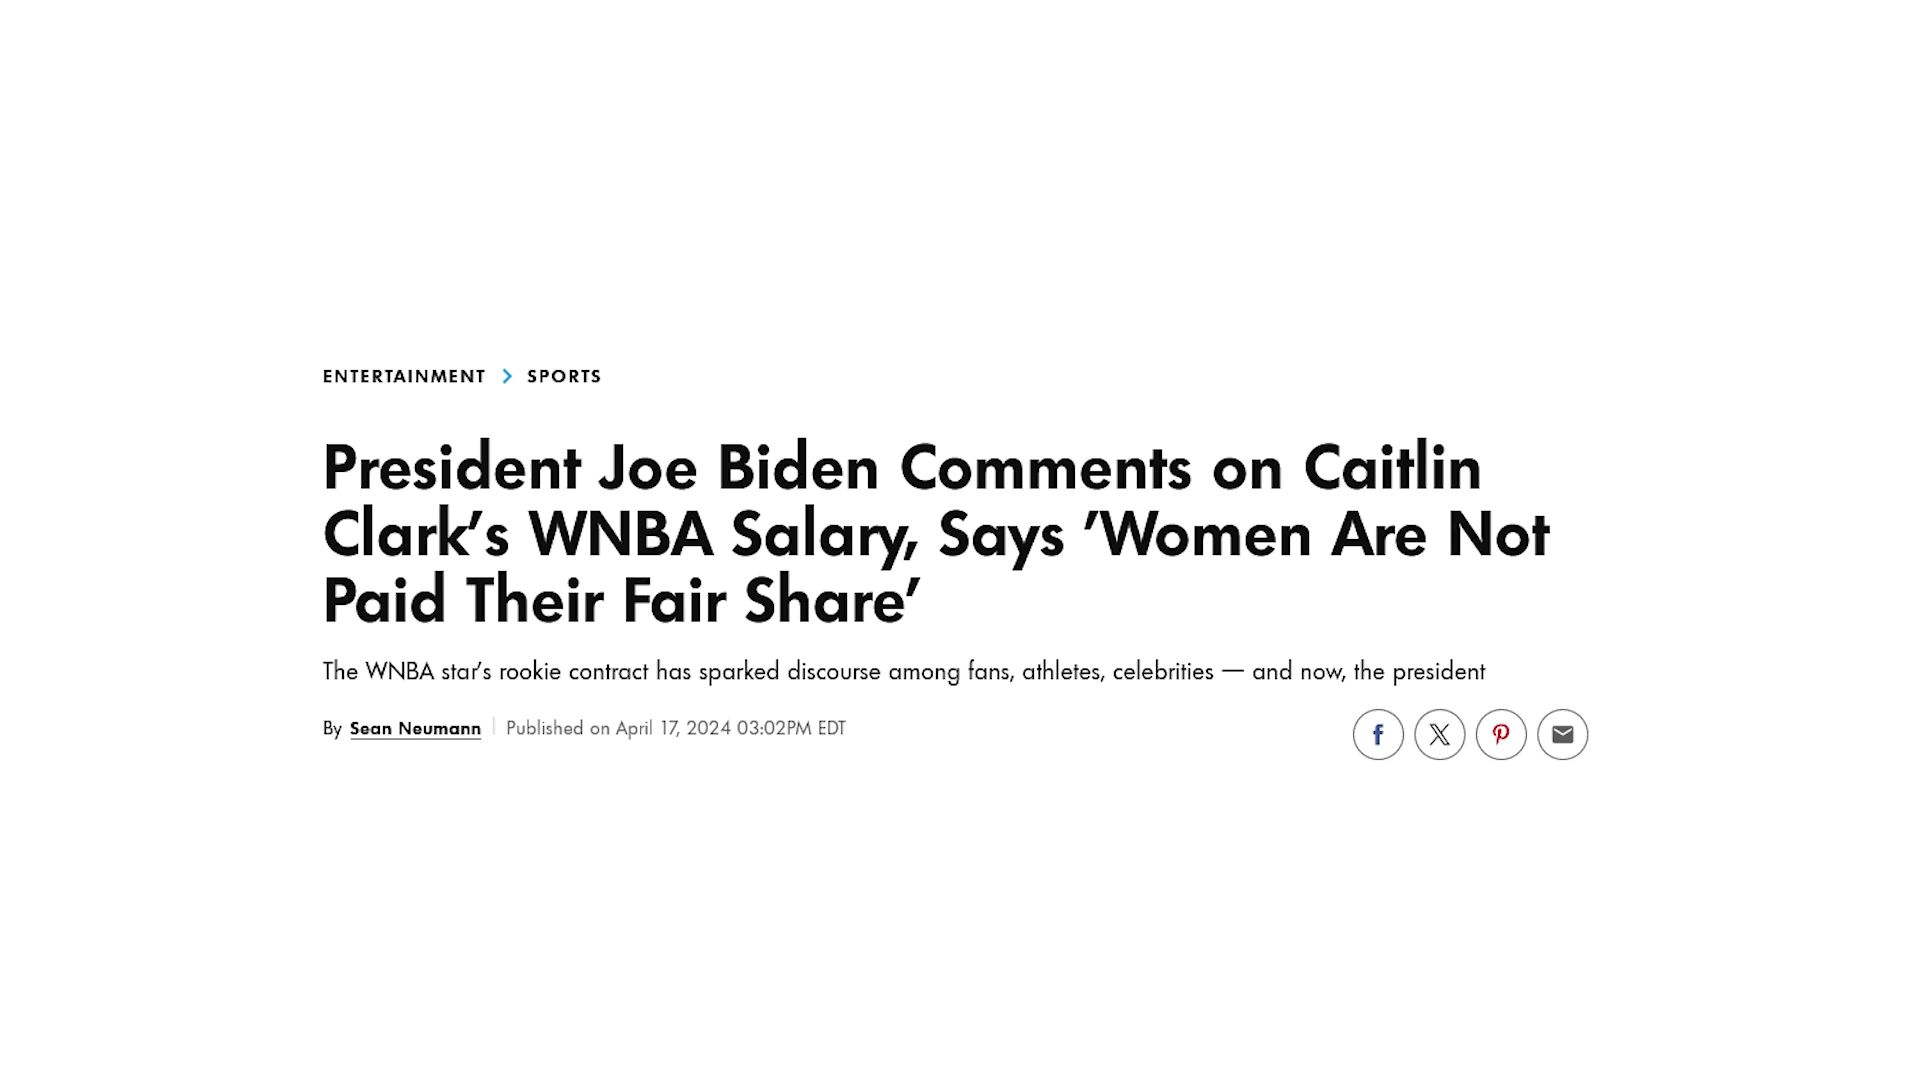 ENTERTAINMENT > SPORTS
President Joe Biden Comments on Caitlin
Clark’s WNBA Salary, Says ’Women Are Not
Paid Their Fair Share’
The WNBA star’s rookie contract has sparked discourse among fans, athletes, celebrities — and now, the president
By Sean Neumann | Published on April 17, 2024 03:02PM EDT